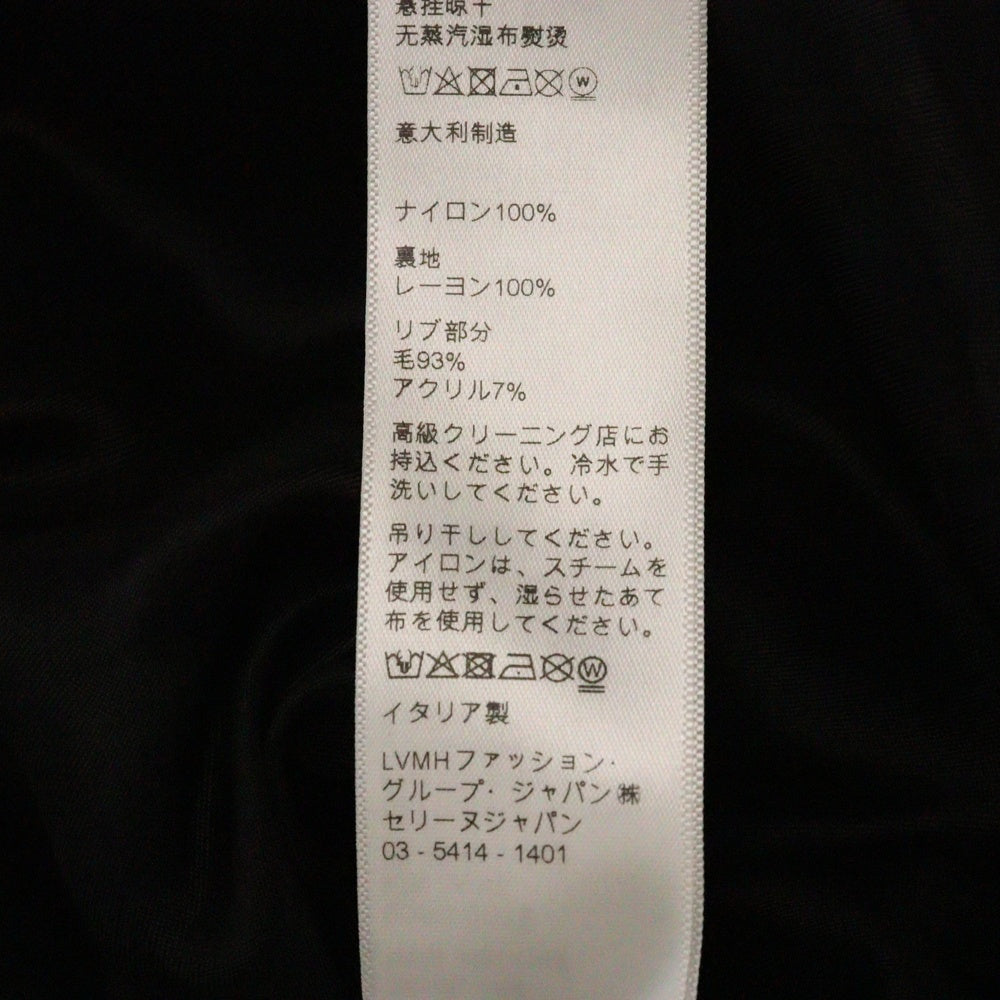 悬挂晾干
无蒸汽湿布熨烫
W
意大利制造
ナイロン100%
裏地
レーヨン100%
リブ部分
毛93%
アクリル7%
高級クリーニング店にお
持込ください。冷水で手
洗いしてください。
吊り干ししてください。
アイロンは、スチームを
使用せず、湿らせたあて
布を使用してください。
W
イタリア製
LVMHファッション·
グループ·ジャパン㈱
セリーヌジャパン
03-5414-1401